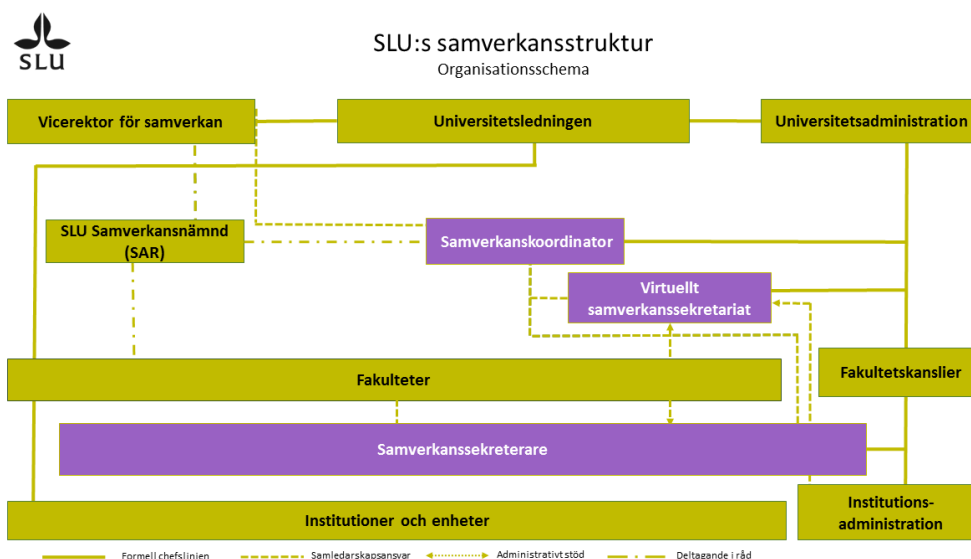 SLU
SLU:s samverkansstruktur
Organisationsschema
Vicerektor för samverkan
Universitetsledningen
Universitetsadministration
SLU Samverkansnämnd
(SAR)
Samverkanskoordinator
Virtuellt
samverkanssekretariat
Fakulteter
Fakultetskanslier
Samverkanssekreterare
Institutioner och enheter
Institutions-
administration
Formell chefslinjen
Samledarskapsansvar
Administrativt stöd
Deltagande i råd